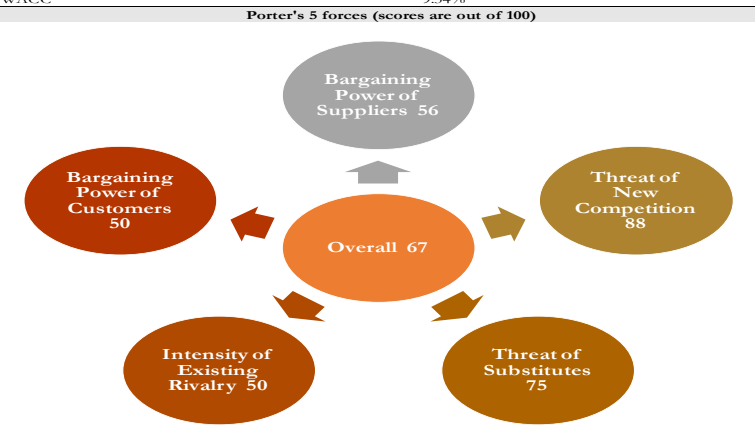 Porter's 5 forces (scores are out of 100)
Bargaining
Power of
Suppliers 56
Bargaining
Power of
Customers
50
Threat of
New
Competition
88
Overall 67
Intensity of
Existing
Rivalry 50
Threat of
Substitutes
75